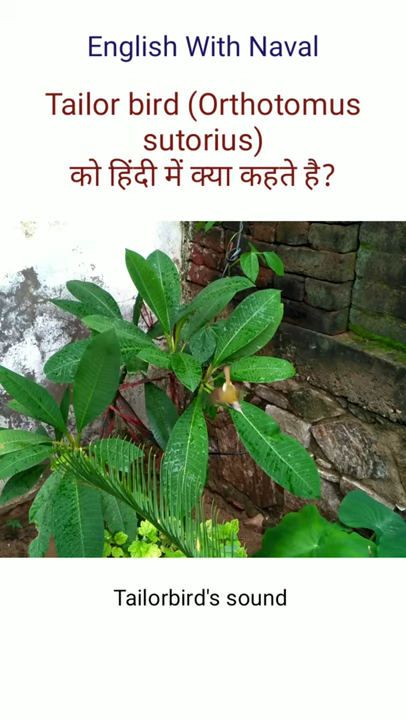 English With Naval
Tailor bird (Orthotomus
sutorius)
को हिंदी में क्या कहते है?
Tailorbird's sound